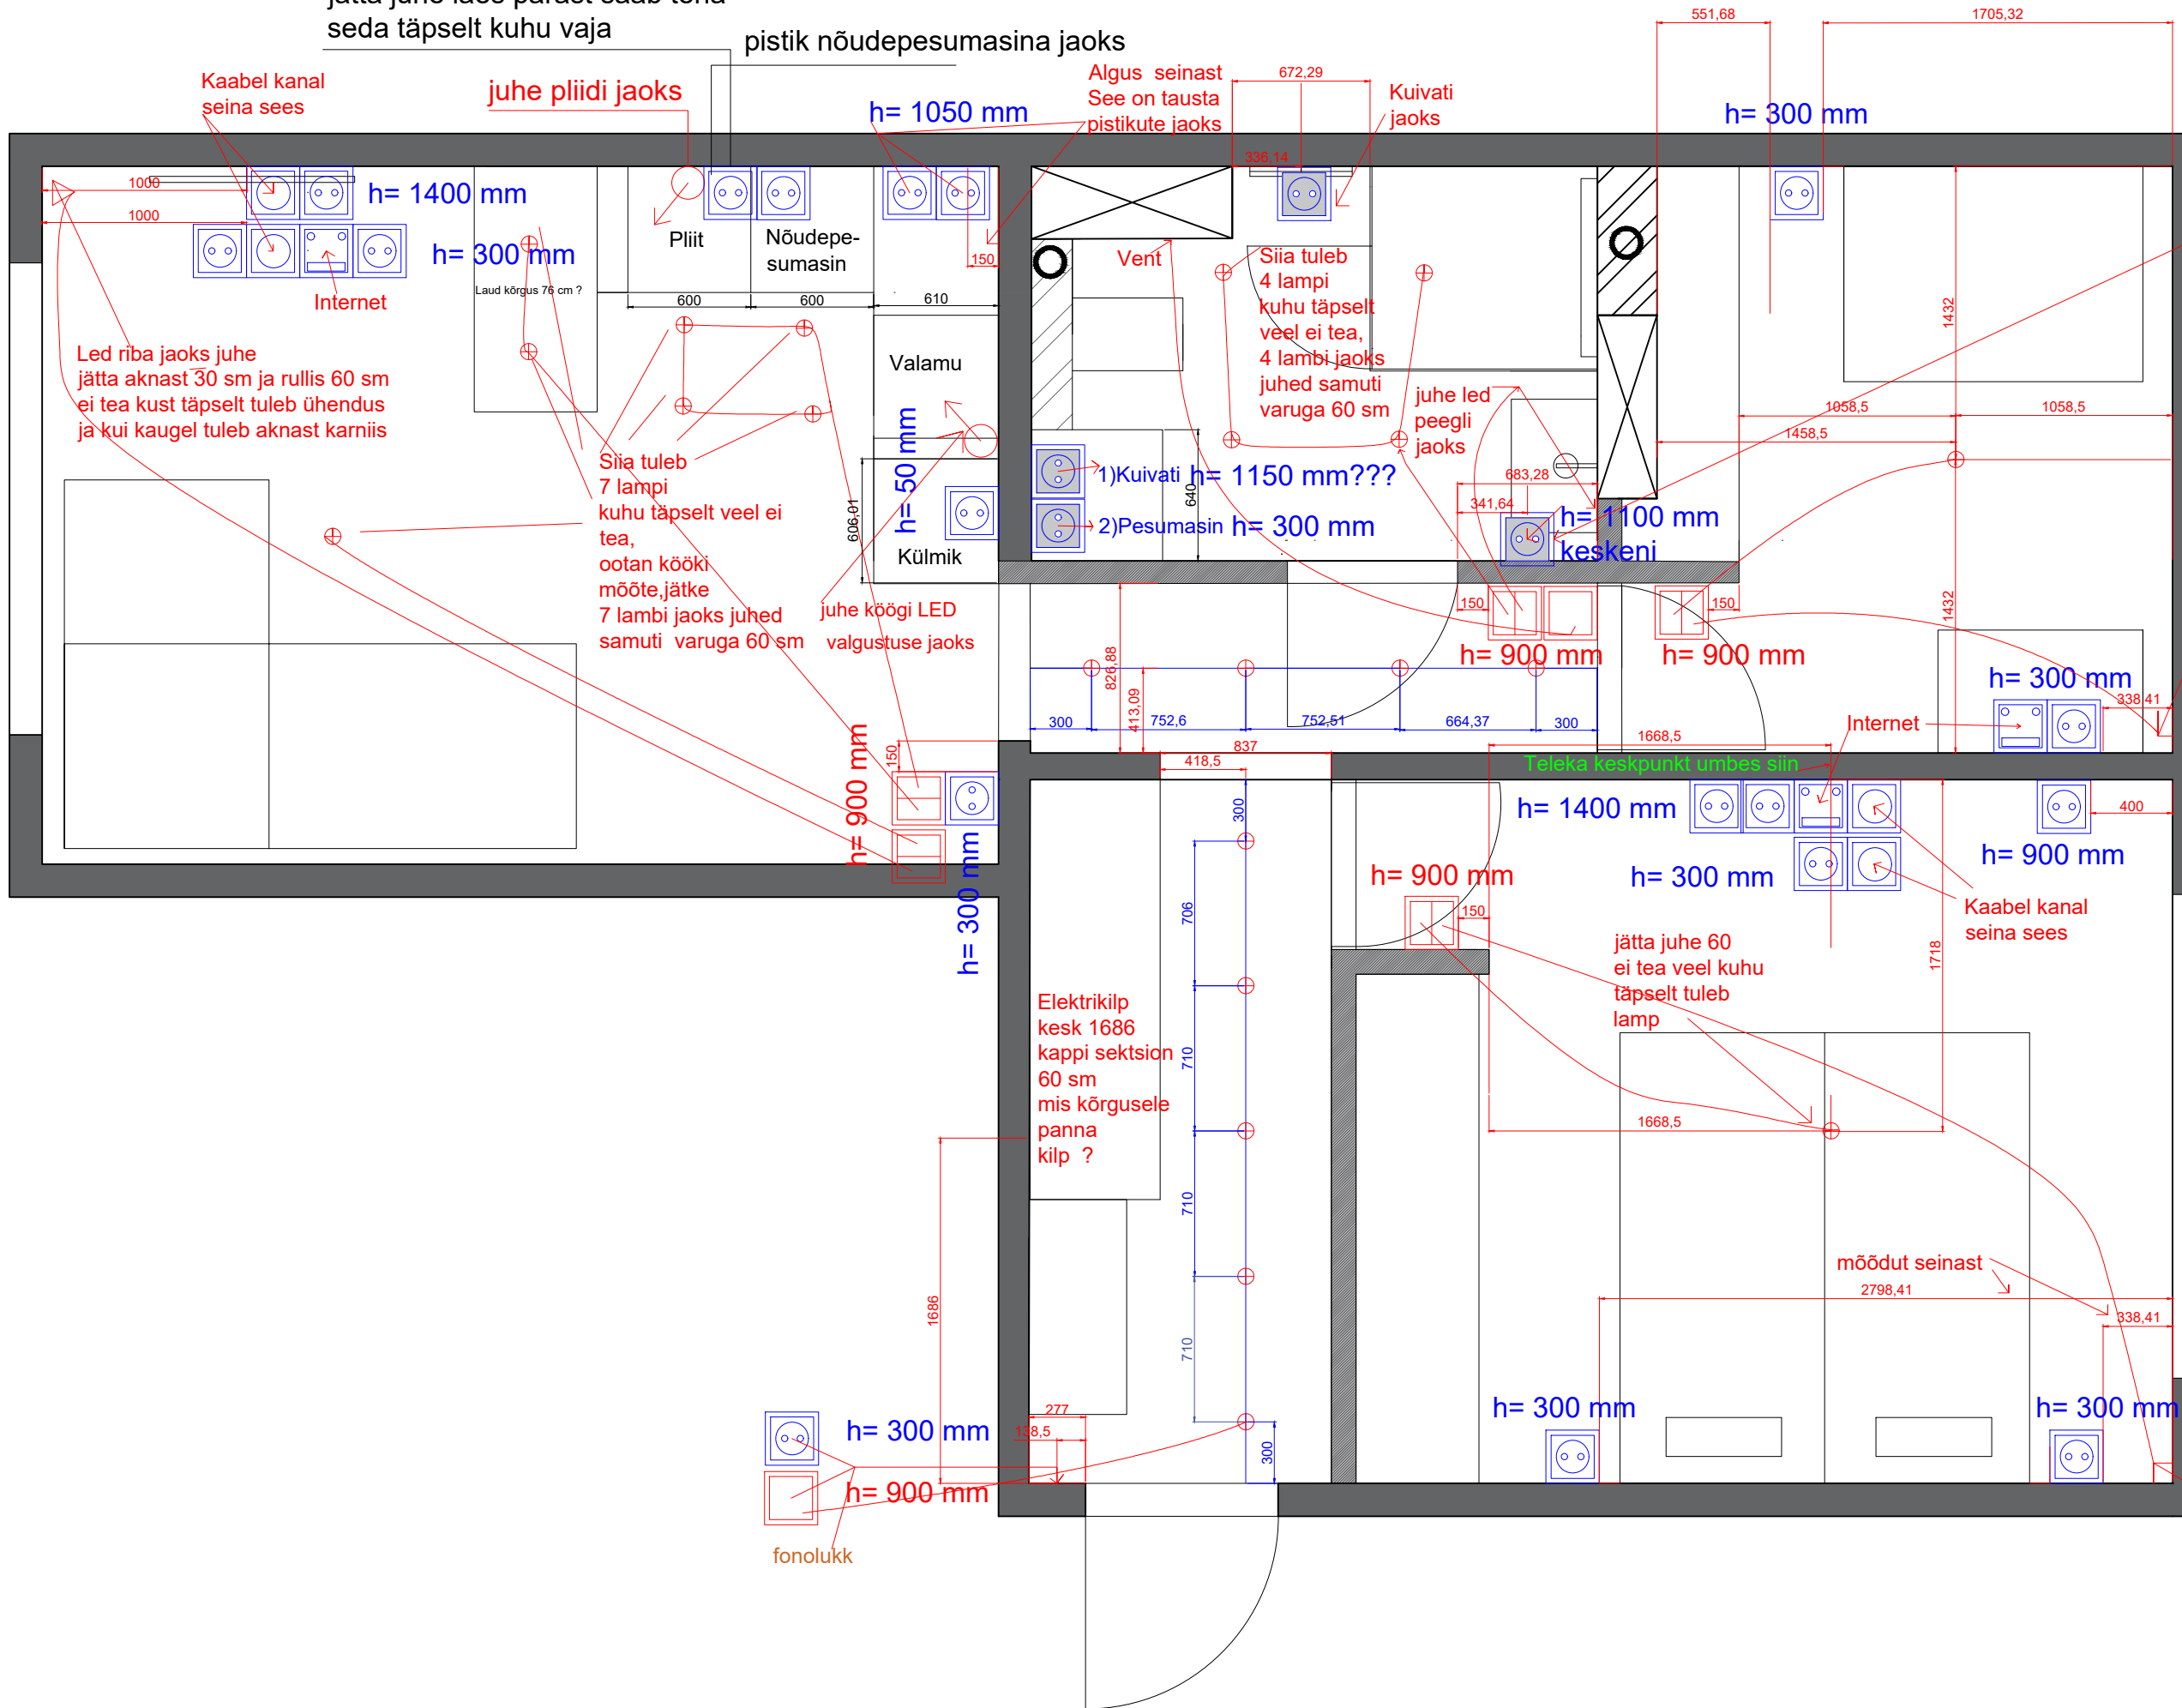 jätta juhe laes pärast saab teha
seda täpselt kuhu vaja
pistik nõudepesumasina jaoks
Kaabel kanal
seina sees
juhe pliidi jaoks
h= 1050 mm
Algus seinast
See on tausta
pistikute jaoks
672,29
Kuivati
jaoks
551,68
1705,32
h= 300 mm
336,14
1000
h= 1400 mm
1000
h= 300 mm
Internet
Laud kõrgus 76 cm ?
Pliit
Nõudepe-
sumasin
150
600
600
610
Vent
Siia tuleb
4 lampi
kuhu täpselt
veel ei tea,
4 lambi jaoks
juhed samuti
varuga 60 sm
juhe led
peegli
jaoks
1432
1058,5
1058,5
1458,5
Led riba jaoks juhe
jätta aknast 30 sm ja rullis 60 sm
ei tea kust täpselt tuleb ühendus
ja kui kaugel tuleb aknast karniis
Valamu
h= 50 mm
Siia tuleb
7 lampi
kuhu täpselt veel ei
tea,
ootan kööki
mõõte,jätke
7 lambi jaoks juhed
samuti varuga 60 sm
606,01
Külmik
juhe köögi LED
valgustuse jaoks
1)Kuivati h= 1150 mm???
640
2)Pesumasin h= 300 mm
683,28
341,64
h= 1100 mm
keskeni
150
150
h= 900 mm
h= 900 mm
1432
826,88
413,09
300
752,6
752,51
664,37
300
h= 300 mm
338,41
Internet
837
418,5
1668,5
Teleka keskpunkt umbes siin
150
h= 900 mm
h= 300 mm
300
h= 1400 mm
400
h= 900 mm
h= 300 mm
h= 900 mm
150
Kaabel kanal
seina sees
706
jätta juhe 60
ei tea veel kuhu
täpselt tuleb
lamp
1718
Elektrikilp
kesk 1686
kappi sektsion
60 sm
mis kõrgusele
panna
kilp ?
710
1668,5
710
1686
710
mõõdut seinast
2798,41
338,41
277
138,5
300
h= 300 mm
h= 900 mm
fonolukk
h= 300 mm
h= 300 mm